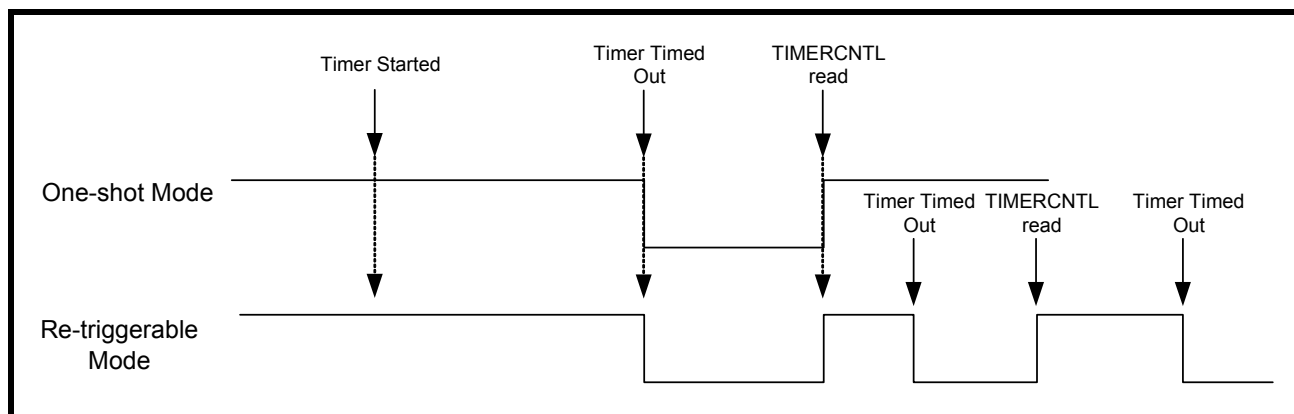 Timer Started
Timer Timed
Out
TIMERCNTL
read
One-shot Mode
Timer Timed
Out
TIMERCNTL
read
Timer Timed
Out
Re-triggerable
Mode